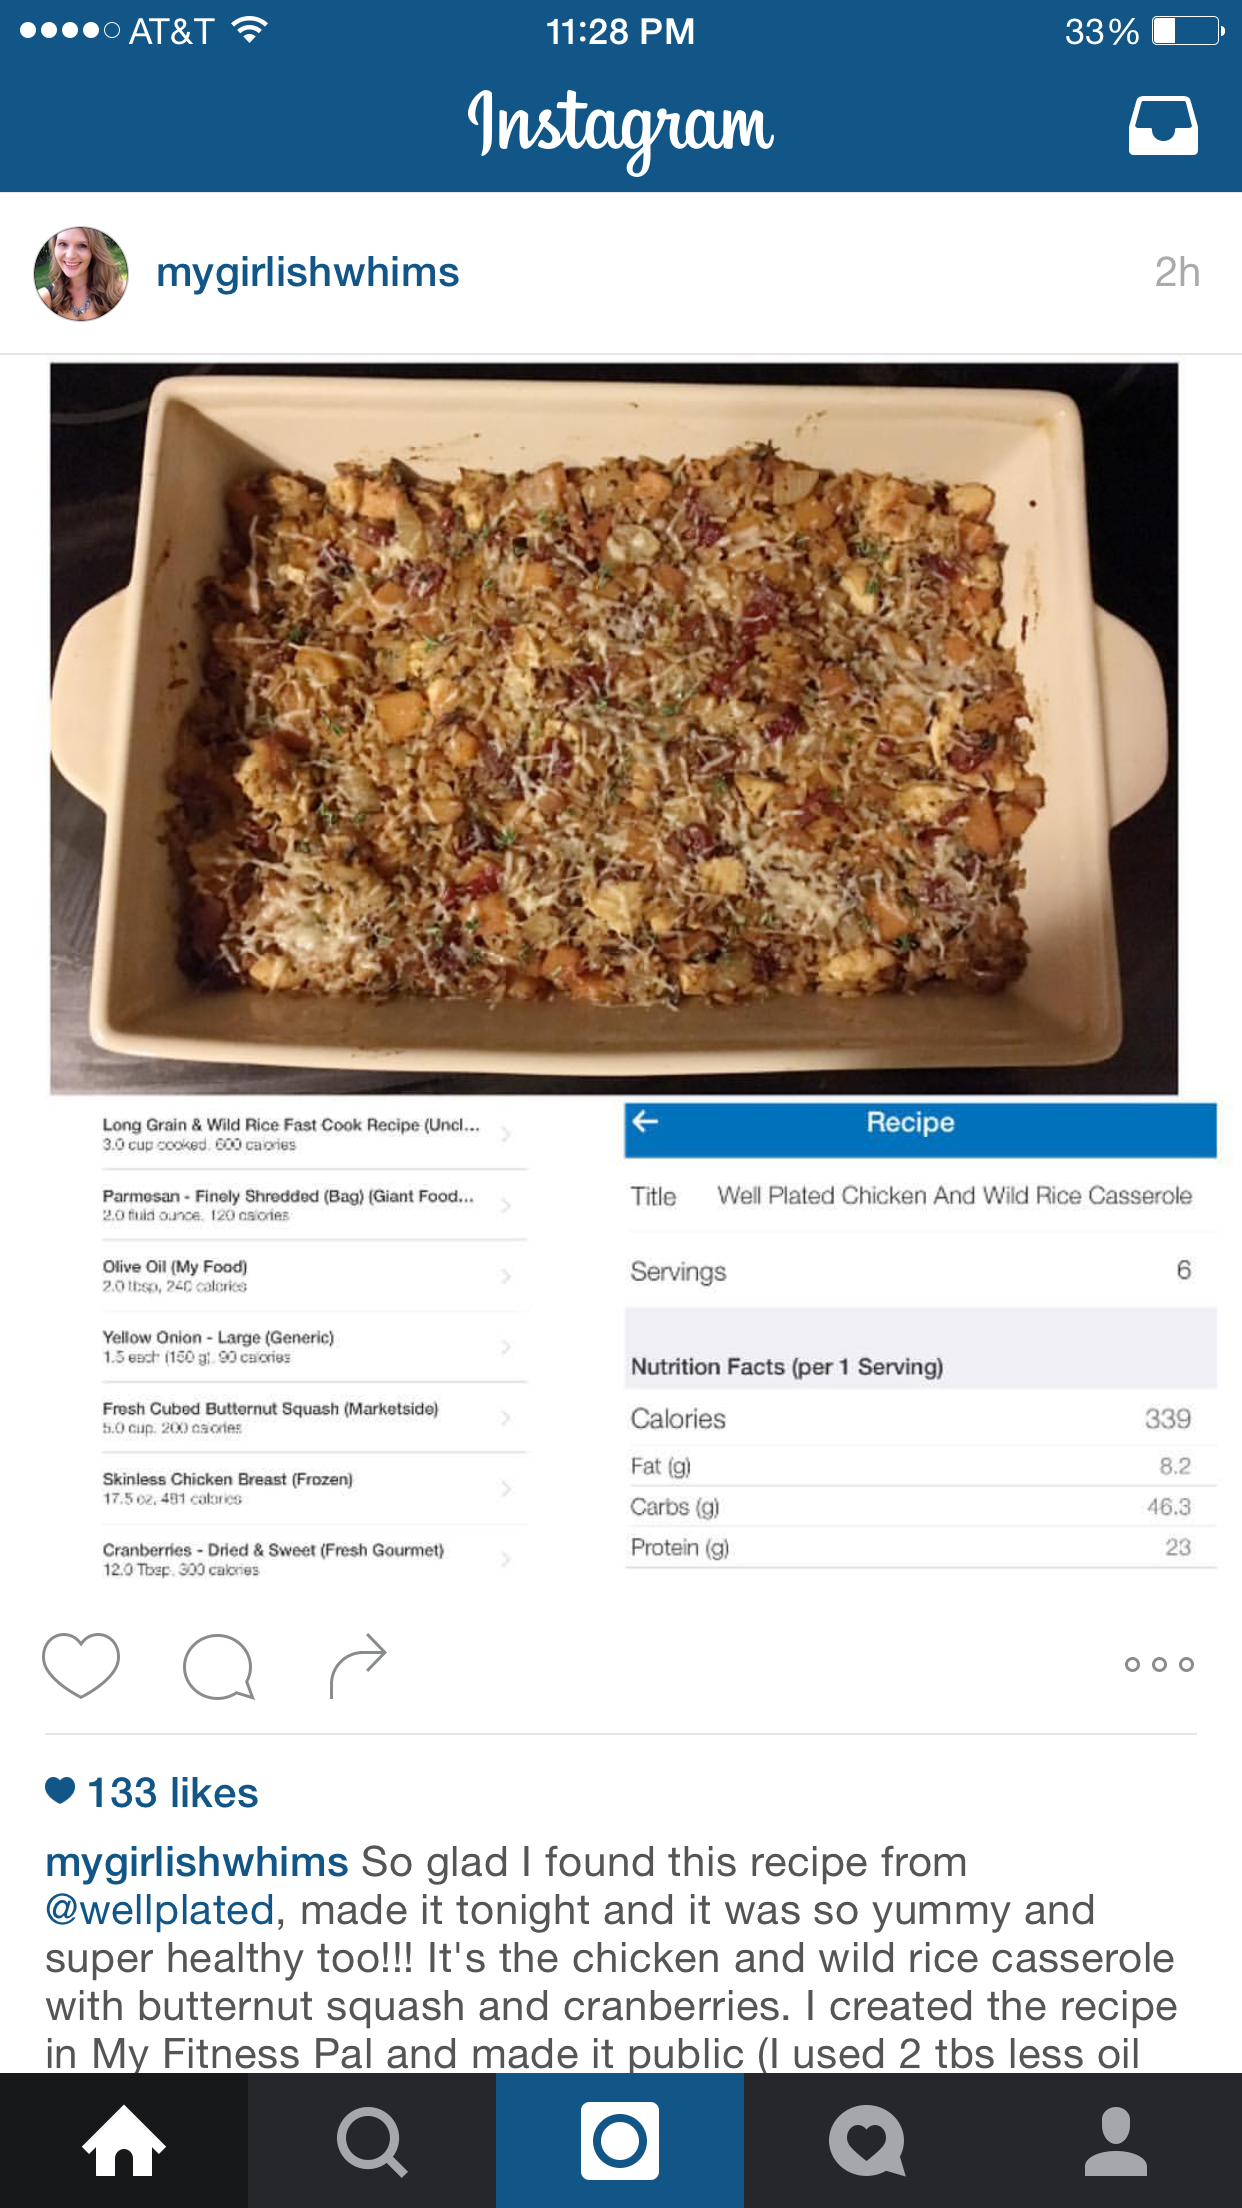 AT&T 11:28 PM 33%
Instagram
mygirlishwhims 2h
Long Grain & Wild Rice Fast Cook Recipe (Uncl...
3.0 cup cooked, 600 calories
Parmesan - Finely Shredded (Bag) (Giant Food...
2.0 fluid ounce, 120 calories
Olive Oil (My Food)
2.0 tbsp, 240 calories
Yellow Onion - Large (Generic)
1.5 each (150 g), 90 calories
Fresh Cubed Butternut Squash (Marketside)
5.0 cup, 200 calories
Skinless Chicken Breast (Frozen)
17.5 oz, 481 calories
Cranberries - Dried & Sweet (Fresh Gourmet)
12.0 Tbsp, 300 calories
Recipe
Title Well Plated Chicken And Wild Rice Casserole
Servings 6
Nutrition Facts (per 1 Serving)
Calories 339
Fat (g) 8.2
Carbs (g) 46.3
Protein (g) 23
133 likes
mygirlishwhims So glad I found this recipe from
@wellplated, made it tonight and it was so yummy and
super healthy too!!! It's the chicken and wild rice casserole
with butternut squash and cranberries. I created the recipe
in My Fitness Pal and made it public (I used 2 tbs less oil